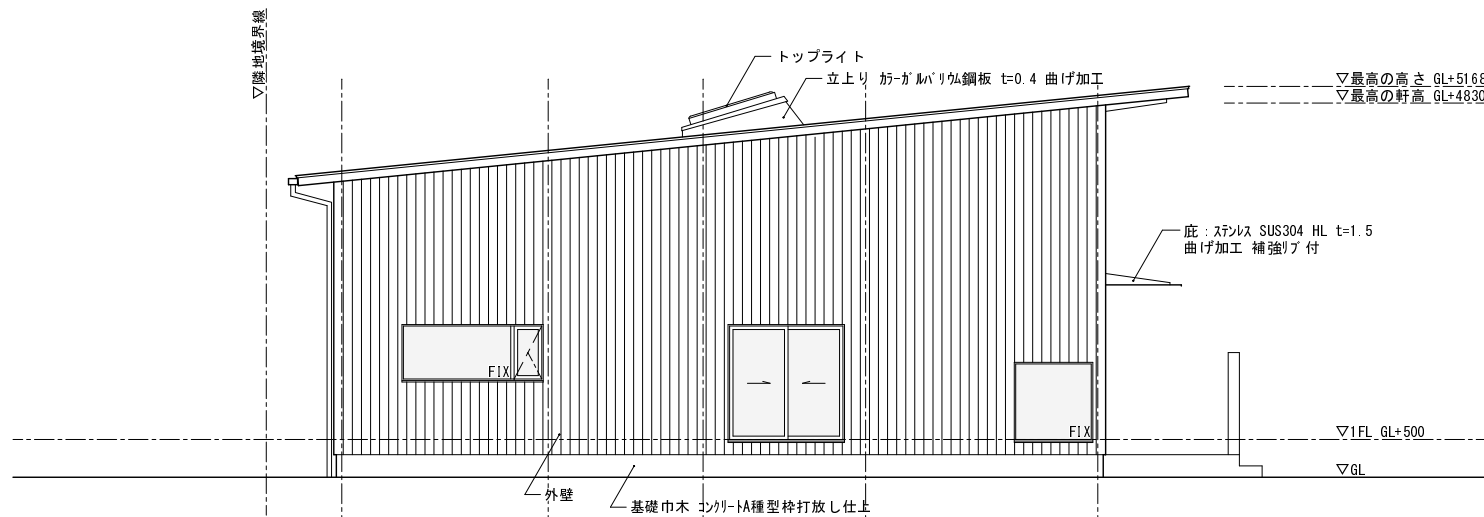 ▽隣地境界線
トップライト
立上り ｶﾗｰｶﾞﾙﾊﾞﾘｳﾑ鋼板 t=0.4 曲げ加工
▽最高の高さ GL+5168
▽最高の軒高 GL+4830
庇：ｽﾃﾝﾚｽ SUS304 HL t=1.5
曲げ加工 補強ﾘﾌﾞ付
FIX
FIX
▽1FL GL+500
▽GL
外壁
基礎巾木 ｺﾝｸﾘｰﾄA種型枠打放し仕上